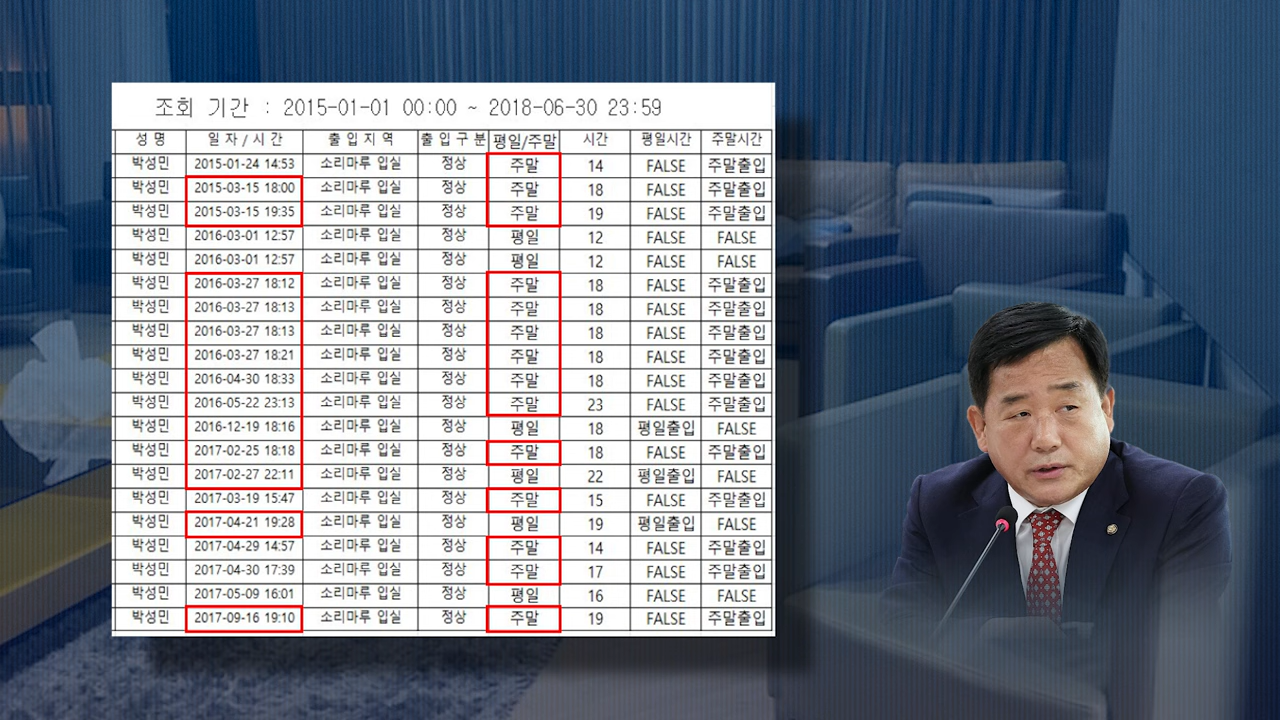 조회 기간 : 2015-01-01 00:00 ~ 2018-06-30 23:59
성 명 일 자 / 시 간 출 입 지 역 출 입 구 분 평일/주말 시간 평일시간 주말시간
박성민 2015-01-24 14:53 소리마루 입실 정상 주말 14 FALSE 주말출입
박성민 2015-03-15 18:00 소리마루 입실 정상 주말 18 FALSE 주말출입
박성민 2015-03-15 19:35 소리마루 입실 정상 주말 19 FALSE 주말출입
박성민 2016-03-01 12:57 소리마루 입실 정상 평일 12 FALSE FALSE
박성민 2016-03-01 12:57 소리마루 입실 정상 평일 12 FALSE FALSE
박성민 2016-03-27 18:12 소리마루 입실 정상 주말 18 FALSE 주말출입
박성민 2016-03-27 18:13 소리마루 입실 정상 주말 18 FALSE 주말출입
박성민 2016-03-27 18:13 소리마루 입실 정상 주말 18 FALSE 주말출입
박성민 2016-03-27 18:21 소리마루 입실 정상 주말 18 FALSE 주말출입
박성민 2016-04-30 18:33 소리마루 입실 정상 주말 18 FALSE 주말출입
박성민 2016-05-22 23:13 소리마루 입실 정상 주말 23 FALSE 주말출입
박성민 2016-12-19 18:16 소리마루 입실 정상 평일 18 평일출입 FALSE
박성민 2017-02-25 18:18 소리마루 입실 정상 주말 18 FALSE 주말출입
박성민 2017-02-27 22:11 소리마루 입실 정상 평일 22 평일출입 FALSE
박성민 2017-03-19 15:47 소리마루 입실 정상 주말 15 FALSE 주말출입
박성민 2017-04-21 19:28 소리마루 입실 정상 평일 19 평일출입 FALSE
박성민 2017-04-29 14:57 소리마루 입실 정상 주말 14 FALSE 주말출입
박성민 2017-04-30 17:39 소리마루 입실 정상 주말 17 FALSE 주말출입
박성민 2017-05-09 16:01 소리마루 입실 정상 평일 16 FALSE FALSE
박성민 2017-09-16 19:10 소리마루 입실 정상 주말 19 FALSE 주말출입